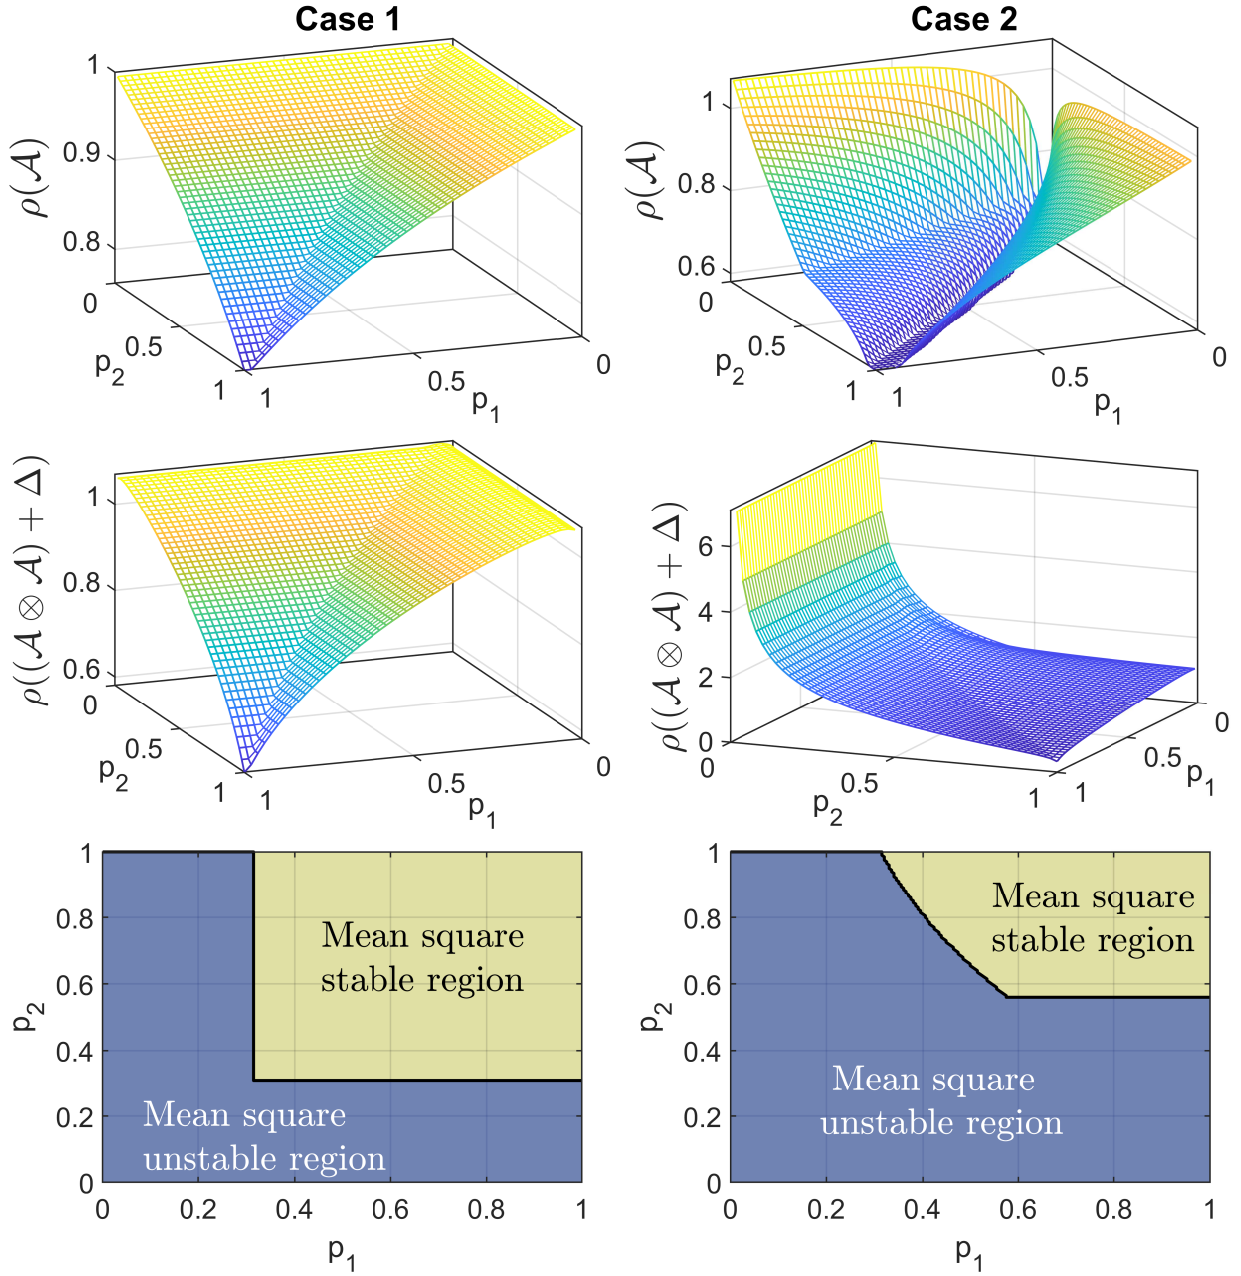 Case 1
Case 2
1
0.9
0.8
ρ(𝒜)
0
0.5
1
p2
1
0.5
0
p1
1
0.8
0.6
ρ(𝒜)
0
0.5
1
p2
1
0.5
0
p1
1
0.8
0.6
ρ((𝒜 ⊗ 𝒜) + Δ)
0
0.5
1
p2
1
0.5
0
p1
6
4
2
0
ρ((𝒜 ⊗ 𝒜) + Δ)
0
0.5
1
p2
1
0.5
0
p1
1
0.8
0.6
0.4
0.2
0
p2
Mean square
stable region
Mean square
unstable region
0 0.2 0.4 0.6 0.8 1
p1
1
0.8
0.6
0.4
0.2
0
p2
Mean square
stable region
Mean square
unstable region
0 0.2 0.4 0.6 0.8 1
p1